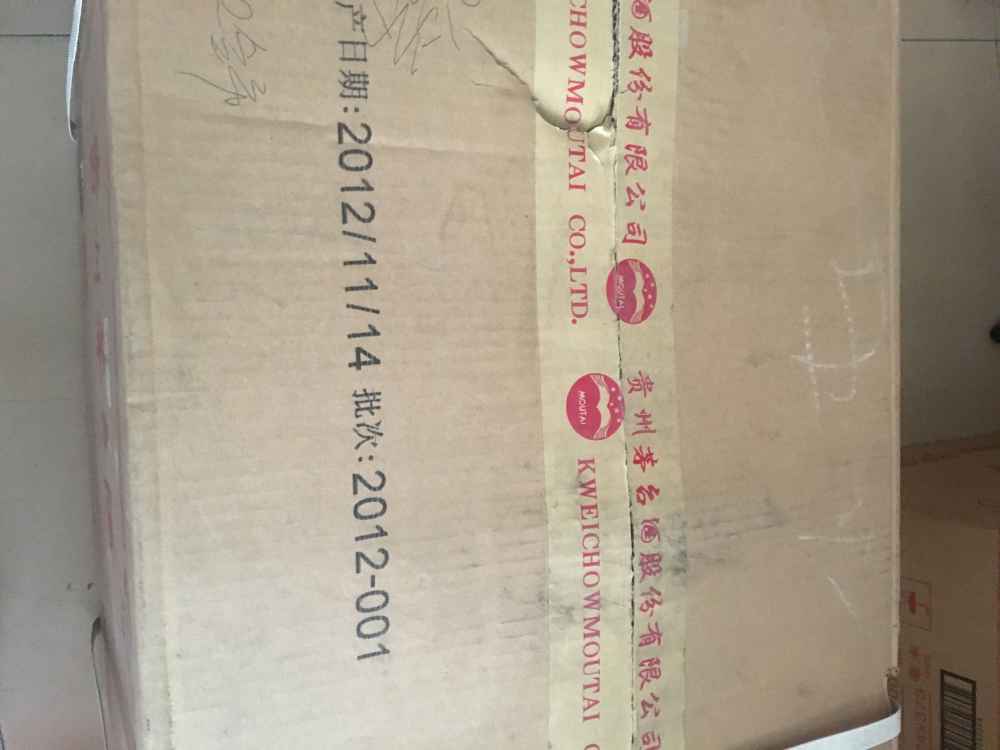 产日期:2012/11/14 批次:2012-001
酒股份有限公司
MOUTAI
贵州茅台酒股份有限公司
CHOWMOUTAI CO.,LTD.
MOUTAI
KWEICHOWMOUTAI